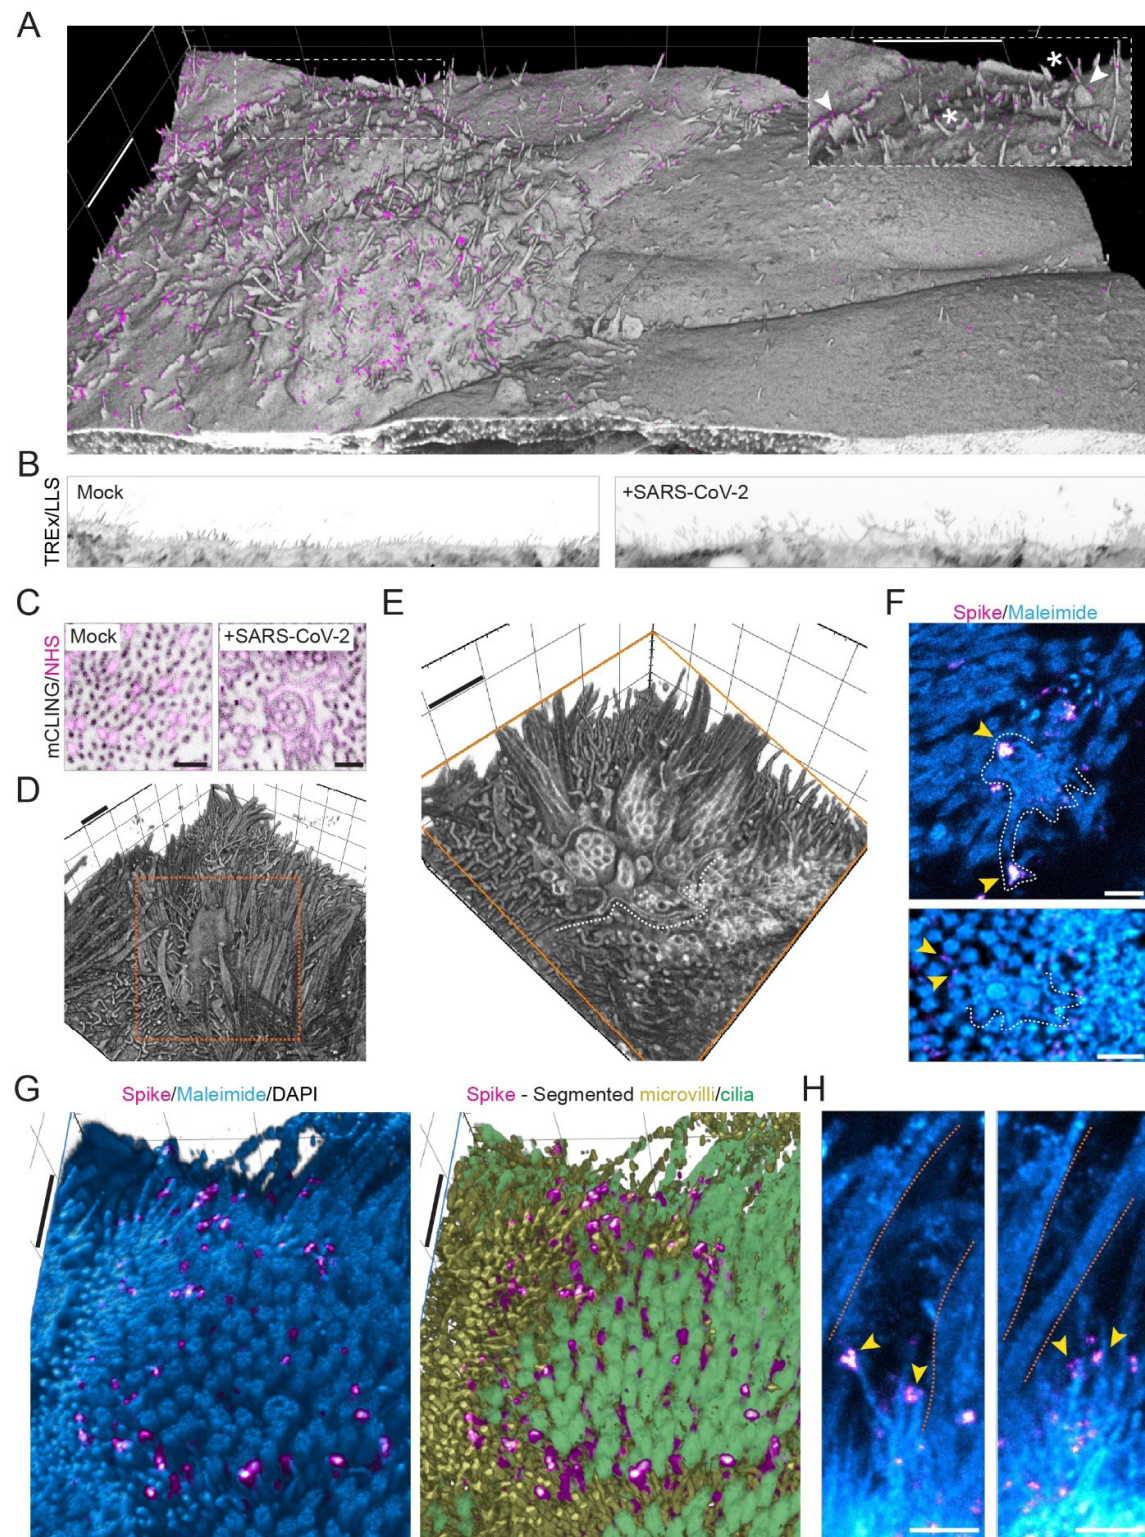 A
* *
B
TREx/LLS
Mock
+SARS-CoV-2
C
mCLING/NHS
Mock
+SARS-CoV-2
D
E
F
Spike/Maleimide
G
Spike/Maleimide/DAPI
Spike - Segmented microvilli/cilia
H